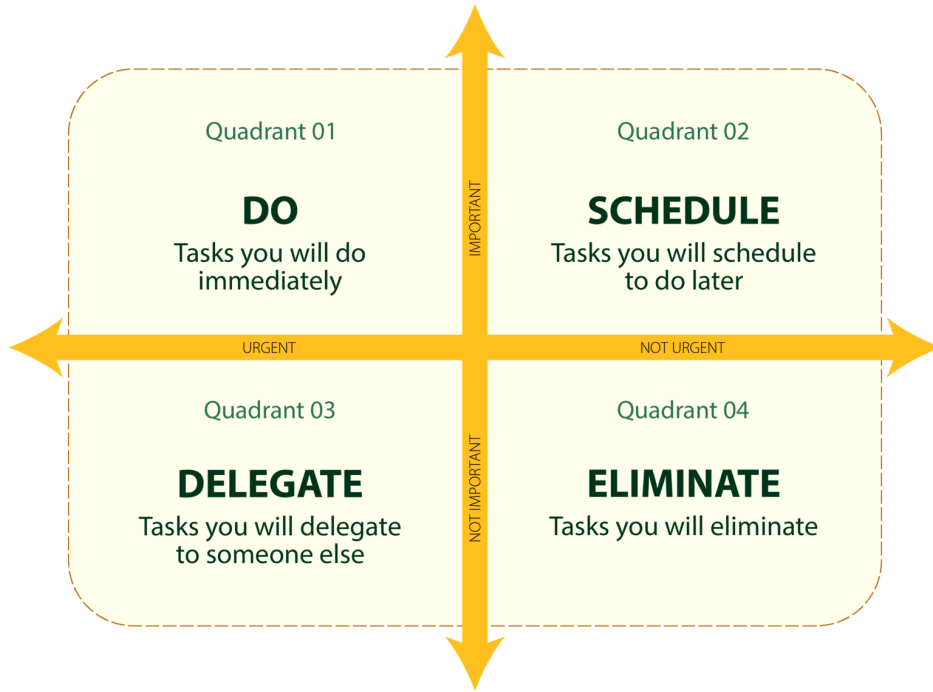 Quadrant 01
DO
Tasks you will do
immediately
Quadrant 02
SCHEDULE
Tasks you will schedule
to do later
IMPORTANT
URGENT
NOT URGENT
Quadrant 03
DELEGATE
Tasks you will delegate
to someone else
NOT IMPORTANT
Quadrant 04
ELIMINATE
Tasks you will eliminate